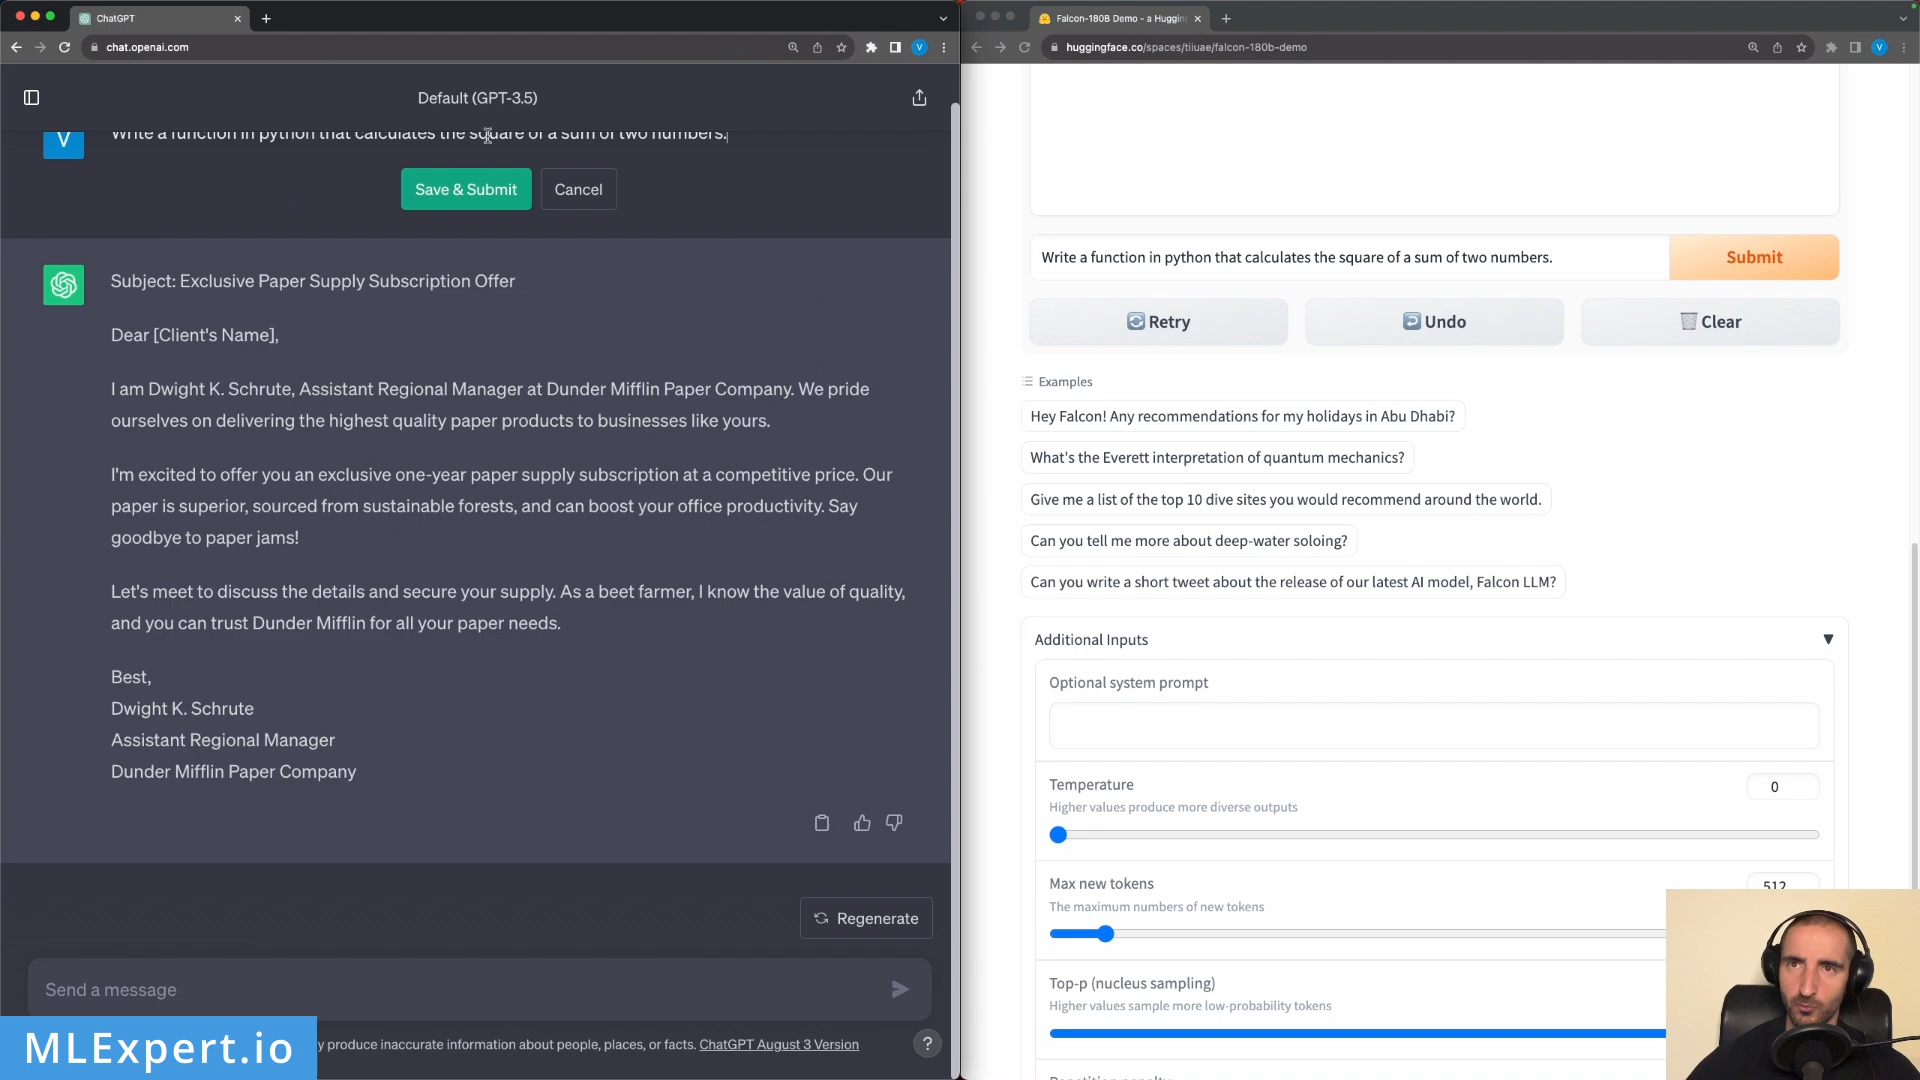 ChatGPT
Falcon-180B Demo - a Hugging
chat.openai.com
V
huggingface.co/spaces/tiiuae/falcon-180b-demo
V
Default (GPT-3.5)
V
Write a function in python that calculates the square of a sum of two numbers.
Save & Submit
Cancel
Subject: Exclusive Paper Supply Subscription Offer
Dear [Client's Name],
I am Dwight K. Schrute, Assistant Regional Manager at Dunder Mifflin Paper Company. We pride
ourselves on delivering the highest quality paper products to businesses like yours.
I'm excited to offer you an exclusive one-year paper supply subscription at a competitive price. Our
paper is superior, sourced from sustainable forests, and can boost your office productivity. Say
goodbye to paper jams!
Let's meet to discuss the details and secure your supply. As a beet farmer, I know the value of quality,
and you can trust Dunder Mifflin for all your paper needs.
Best,
Dwight K. Schrute
Assistant Regional Manager
Dunder Mifflin Paper Company
Regenerate
Send a message
MLExpert.io
y produce inaccurate information about people, places, or facts. ChatGPT August 3 Version
?
Write a function in python that calculates the square of a sum of two numbers.
Submit
Retry
Undo
Clear
Examples
Hey Falcon! Any recommendations for my holidays in Abu Dhabi?
What's the Everett interpretation of quantum mechanics?
Give me a list of the top 10 dive sites you would recommend around the world.
Can you tell me more about deep-water soloing?
Can you write a short tweet about the release of our latest AI model, Falcon LLM?
Additional Inputs
Optional system prompt
Temperature
0
Higher values produce more diverse outputs
Max new tokens
512
The maximum numbers of new tokens
Top-p (nucleus sampling)
Higher values sample more low-probability tokens
Repetition penalty